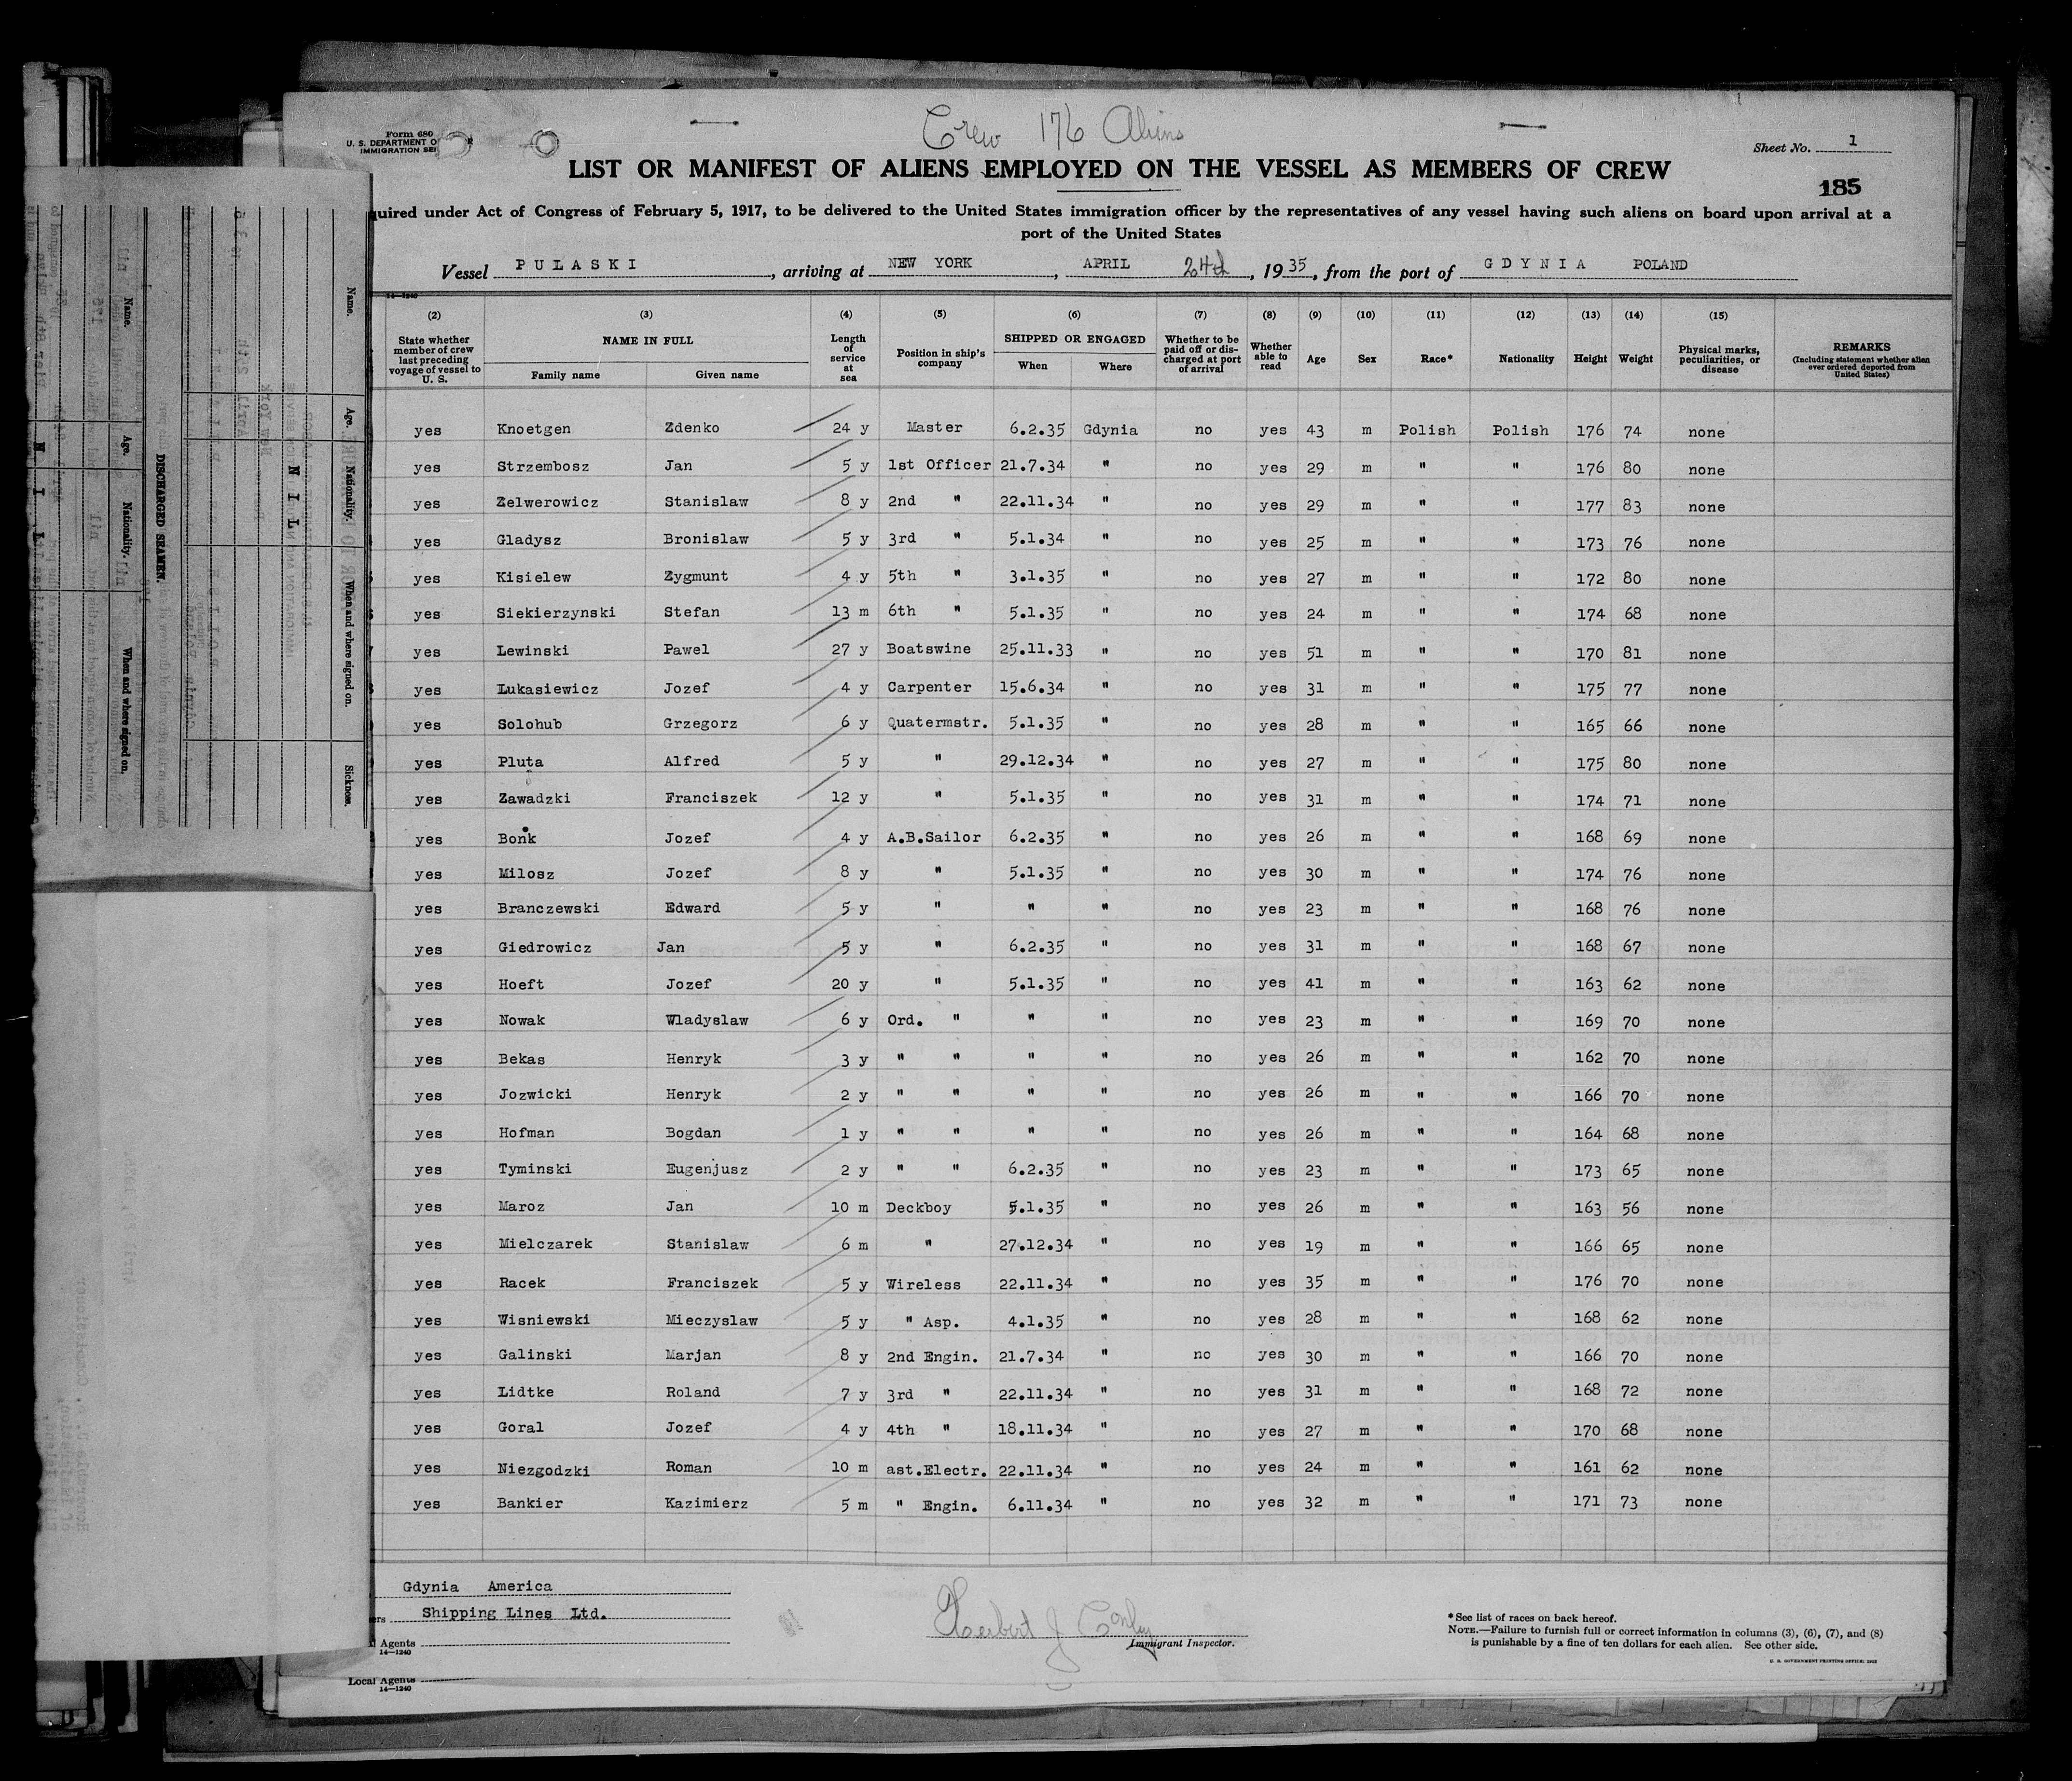 Crew 176 Aliens
Form 680
U. S. DEPARTMENT O
IMMIGRATION SE
Sheet No. 1
LIST OR MANIFEST OF ALIENS EMPLOYED ON THE VESSEL AS MEMBERS OF CREW
185
uired under Act of Congress of February 5, 1917, to be delivered to the United States immigration officer by the representatives of any vessel having such aliens on board upon arrival at a
port of the United States
Vessel PULASKI, arriving at NEW YORK, APRIL 24th, 1935, from the port of GDYNIA POLAND
14—1240
(2) (3) (4) (5) (6) (7) (8) (9) (10) (11) (12) (13) (14) (15)
State whether member of crew last preceding voyage of vessel to U. S. | NAME IN FULL | Family name | Given name | Length of service at sea | Position in ship's company | SHIPPED OR ENGAGED | When | Where | Whether to be paid off or discharged at port of arrival | Whether able to read | Age | Sex | Race* | Nationality | Height | Weight | Physical marks, peculiarities, or disease | REMARKS (Including statement whether alien ever ordered deported from United States)
yes Knoetgen Zdenko 24 y Master 6.2.35 Gdynia no yes 43 m Polish Polish 176 74 none
yes Strzembosz Jan 5 y 1st Officer 21.7.34 " no yes 29 m " " 176 80 none
yes Zelwerowicz Stanislaw 8 y 2nd " 22.11.34 " no yes 29 m " " 177 83 none
yes Gladysz Bronislaw 5 y 3rd " 5.1.34 " no yes 25 m " " 173 76 none
yes Kisielew Zygmunt 4 y 5th " 3.1.35 " no yes 27 m " " 172 80 none
yes Siekierzynski Stefan 13 m 6th " 5.1.35 " no yes 24 m " " 174 68 none
yes Lewinski Pawel 27 y Boatswine 25.11.33 " no yes 51 m " " 170 81 none
yes Lukasiewicz Jozef 4 y Carpenter 15.6.34 " no yes 31 m " " 175 77 none
yes Solohub Grzegorz 6 y Quatermstr. 5.1.35 " no yes 28 m " " 165 66 none
yes Pluta Alfred 5 y " 29.12.34 " no yes 27 m " " 175 80 none
yes Zawadzki Franciszek 12 y " 5.1.35 " no yes 31 m " " 174 71 none
yes Bonk Jozef 4 y A.B.Sailor 6.2.35 " no yes 26 m " " 168 69 none
yes Milosz Jozef 8 y " 5.1.35 " no yes 30 m " " 174 76 none
yes Branczewski Edward 5 y " " " no yes 23 m " " 168 76 none
yes Giedrowicz Jan 5 y " 6.2.35 " no yes 31 m " " 168 67 none
yes Hoeft Jozef 20 y " 5.1.35 " no yes 41 m " " 163 62 none
yes Nowak Wladyslaw 6 y Ord. " " " no yes 23 m " " 169 70 none
yes Bekas Henryk 3 y " " " " no yes 26 m " " 162 70 none
yes Jozwicki Henryk 2 y " " " " no yes 26 m " " 166 70 none
yes Hofman Bogdan 1 y " " " " no yes 26 m " " 164 68 none
yes Tyminski Eugenjusz 2 y " " 6.2.35 " no yes 23 m " " 173 65 none
yes Maroz Jan 10 m Deckboy 5.1.35 " no yes 26 m " " 163 56 none
yes Mielczarek Stanislaw 6 m " 27.12.34 " no yes 19 m " " 166 65 none
yes Racek Franciszek 5 y Wireless 22.11.34 " no yes 35 m " " 176 70 none
yes Wisniewski Mieczyslaw 5 y " Asp. 4.1.35 " no yes 28 m " " 168 62 none
yes Galinski Marjan 8 y 2nd Engin. 21.7.34 " no yes 30 m " " 166 70 none
yes Lidtke Roland 7 y 3rd " 22.11.34 " no yes 31 m " " 168 72 none
yes Goral Jozef 4 y 4th " 18.11.34 " no yes 27 m " " 170 68 none
yes Niezgodzki Roman 10 m ast.Electr. 22.11.34 " no yes 24 m " " 161 62 none
yes Bankier Kazimierz 5 m " Engin. 6.11.34 " no yes 32 m " " 171 73 none
Gdynia America
ers Shipping Lines Ltd.
Agents
14—1240
Local Agents
14—1240
Herbert J Conley
Immigrant Inspector.
*See list of races on back hereof.
NOTE.—Failure to furnish full or correct information in columns (3), (6), (7), and (8)
is punishable by a fine of ten dollars for each alien. See other side.
U. S. GOVERNMENT PRINTING OFFICE: 1932
Name. Age. Nationality. When and where signed on. Sickness.
N I L
DISCHARGED SEAMEN.
Name. Age. Nationality. When and where signed on.
N I L